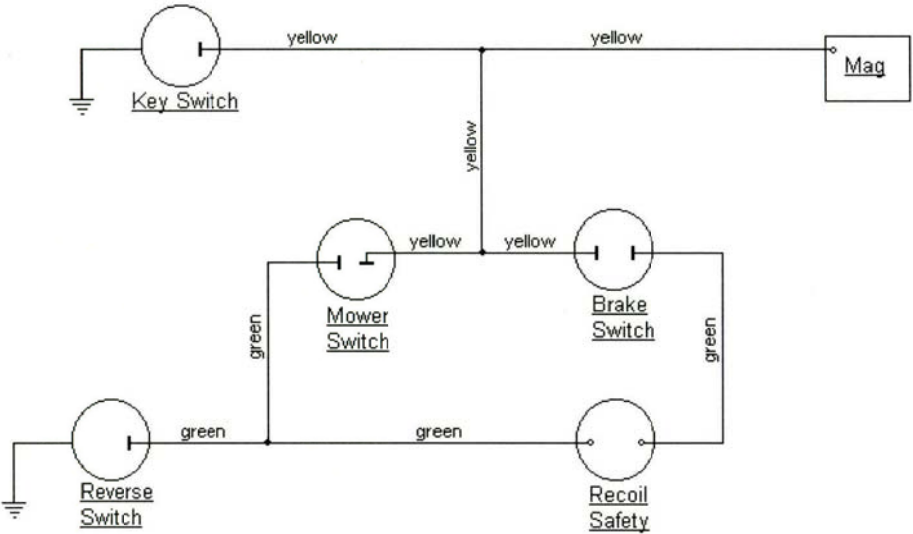 yellow
yellow
Mag
Key Switch
yellow
yellow
yellow
Mower
Switch
Brake
Switch
green
green
green
green
Reverse
Switch
Recoil
Safety